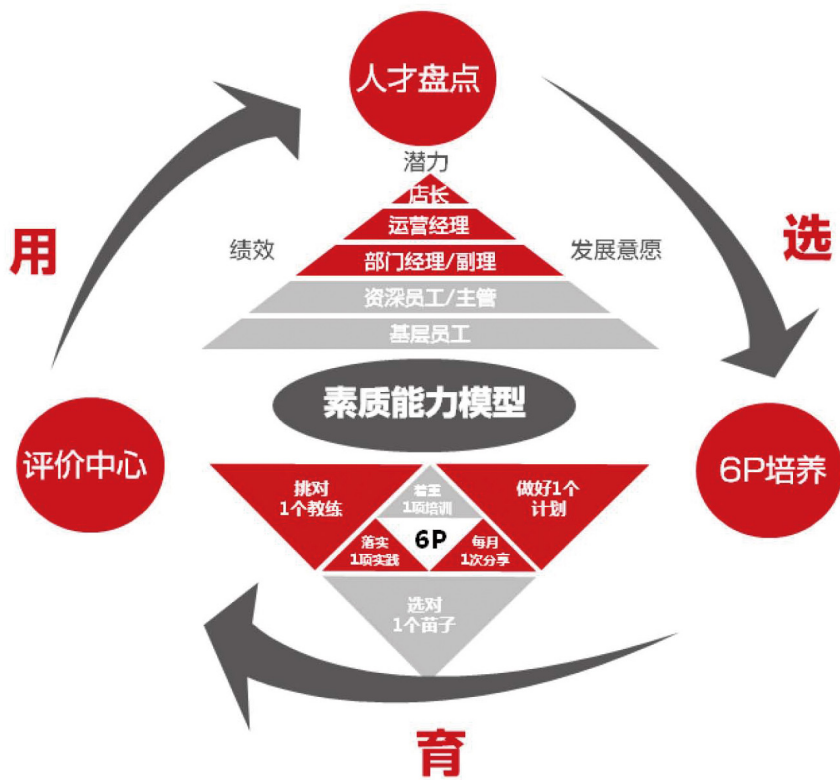 人才盘点
潜力
店长
用
运营经理
选
绩效
发展意愿
部门经理/副理
资深员工/主管
基层员工
素质能力模型
评价中心
6P培养
挑对
1个教练
着重
1项培训
做好1个
计划
6P
落实
1项实践
每月
1次分享
选对
1个苗子
育